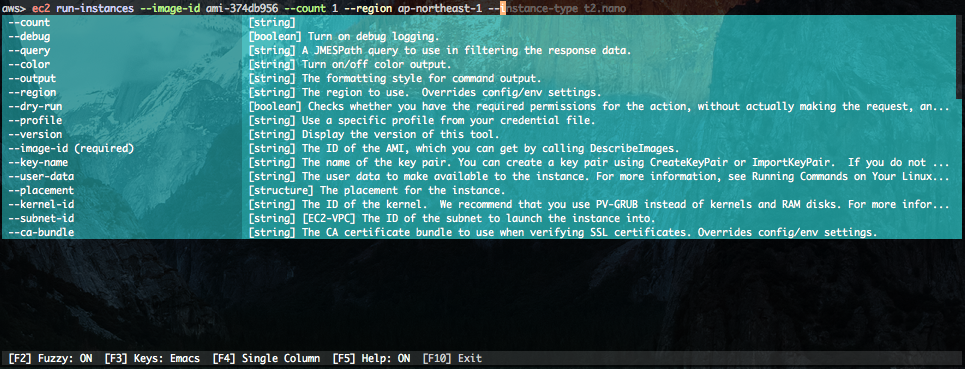 aws> ec2 run-instances --image-id ami-374db956 --count 1 --region ap-northeast-1 --instance-type t2.nano
--count [string]
--debug [boolean] Turn on debug logging.
--query [string] A JMESPath query to use in filtering the response data.
--color [string] Turn on/off color output.
--output [string] The formatting style for command output.
--region [string] The region to use. Overrides config/env settings.
--dry-run [boolean] Checks whether you have the required permissions for the action, without actually making the request, an...
--profile [string] Use a specific profile from your credential file.
--version [string] Display the version of this tool.
--image-id (required) [string] The ID of the AMI, which you can get by calling DescribeImages.
--key-name [string] The name of the key pair. You can create a key pair using CreateKeyPair or ImportKeyPair. If you do not ...
--user-data [string] The user data to make available to the instance. For more information, see Running Commands on Your Linux...
--placement [structure] The placement for the instance.
--kernel-id [string] The ID of the kernel. We recommend that you use PV-GRUB instead of kernels and RAM disks. For more infor...
--subnet-id [string] [EC2-VPC] The ID of the subnet to launch the instance into.
--ca-bundle [string] The CA certificate bundle to use when verifying SSL certificates. Overrides config/env settings.
[F2] Fuzzy: ON [F3] Keys: Emacs [F4] Single Column [F5] Help: ON [F10] Exit